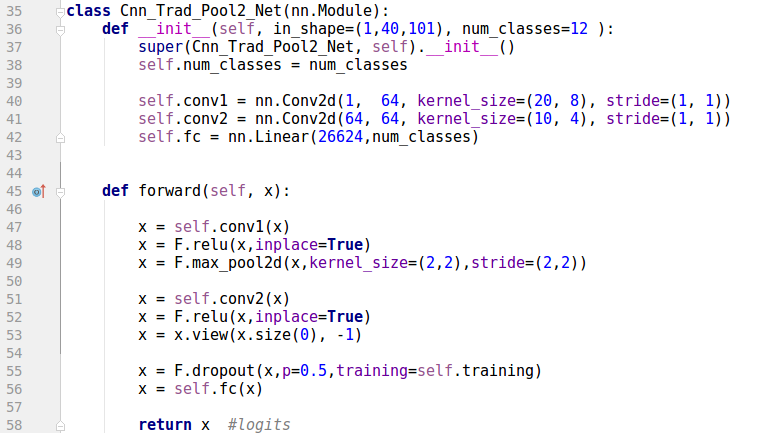 35 class Cnn_Trad_Pool2_Net(nn.Module):
36     def __init__(self, in_shape=(1,40,101), num_classes=12 ):
37         super(Cnn_Trad_Pool2_Net, self).__init__()
38         self.num_classes = num_classes
39
40         self.conv1 = nn.Conv2d(1,  64, kernel_size=(20, 8), stride=(1, 1))
41         self.conv2 = nn.Conv2d(64, 64, kernel_size=(10, 4), stride=(1, 1))
42         self.fc = nn.Linear(26624,num_classes)
43
44
45     def forward(self, x):
46
47         x = self.conv1(x)
48         x = F.relu(x,inplace=True)
49         x = F.max_pool2d(x,kernel_size=(2,2),stride=(2,2))
50
51         x = self.conv2(x)
52         x = F.relu(x,inplace=True)
53         x = x.view(x.size(0), -1)
54
55         x = F.dropout(x,p=0.5,training=self.training)
56         x = self.fc(x)
57
58         return x  #logits